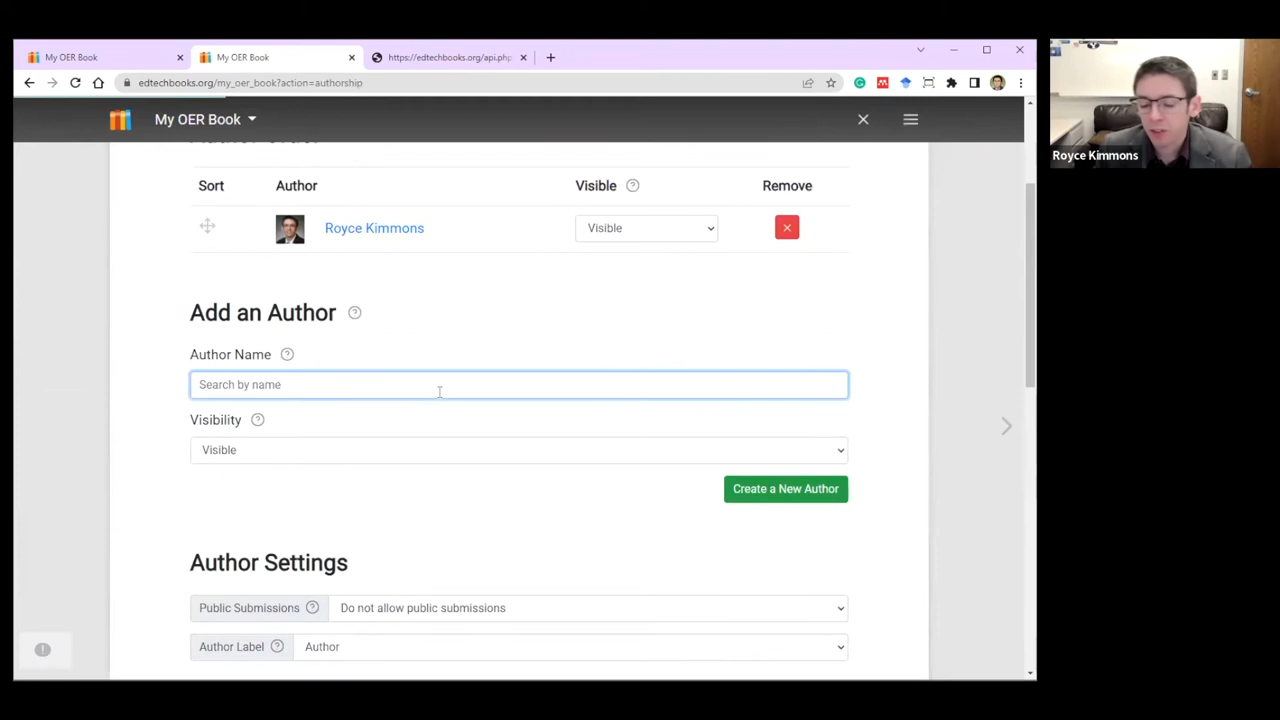 My OER Book
My OER Book
https://edtechbooks.org/api.php
edtechbooks.org/my_oer_book?action=authorship
My OER Book
Sort Author Visible Remove
Royce Kimmons Visible
Add an Author
Author Name
Search by name
Visibility
Visible
Create a New Author
Author Settings
Public Submissions Do not allow public submissions
Author Label Author
Royce Kimmons